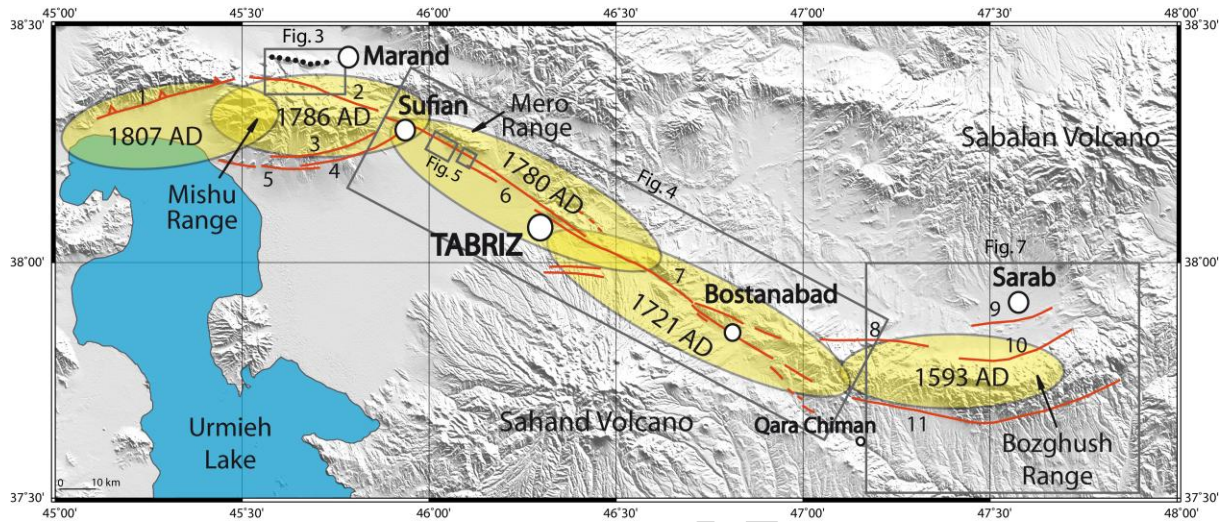 45°00'
45°30'
46°00'
46°30'
47°00'
47°30'
48°00'
38°30'
38°30'
Fig. 3
Marand
1
2
1786 AD
Sufian
Mero
Range
Sabalan Volcano
1807 AD
3
4
5
Fig.5
1780 AD
Fig. 4
Mishu
Range
6
TABRIZ
38°00'
38°00'
Fig. 7
7
Sarab
Bostanabad
9
8
1721 AD
10
1593 AD
Urmieh
Lake
Sahand Volcano
Qara Chiman
11
Bozghush
Range
0 10 km
37°30'
37°30'
45°00'
45°30'
46°00'
46°30'
47°00'
47°30'
48°00'